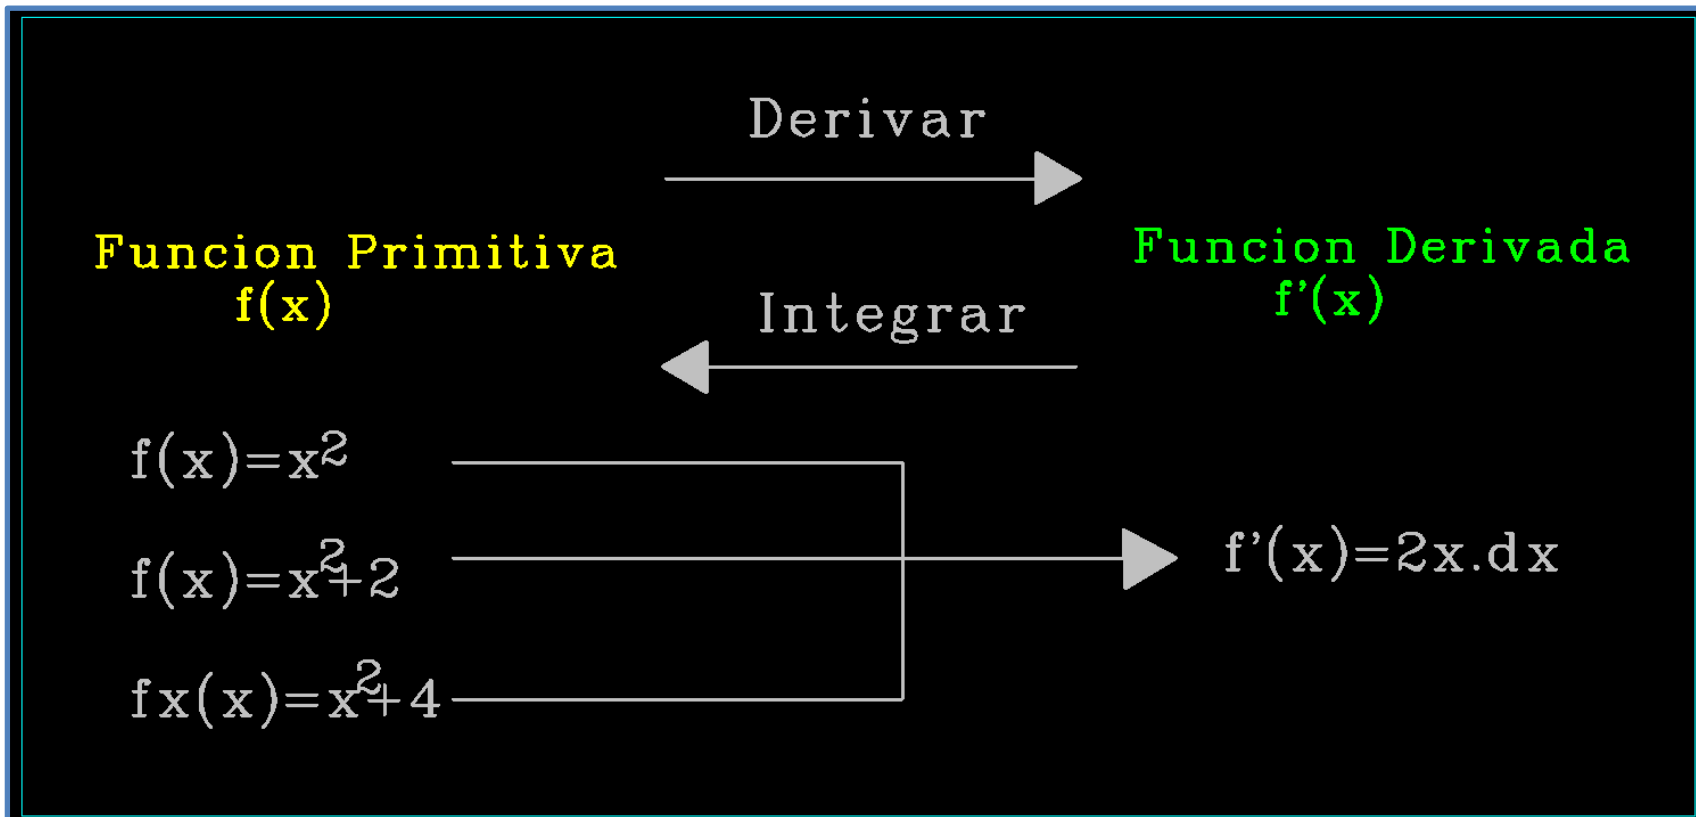 Derivar
Funcion Primitiva
f(x)
Funcion Derivada
f'(x)
Integrar
f(x)=x²
f(x)=x²+2
fx(x)=x²+4
f'(x)=2x.dx